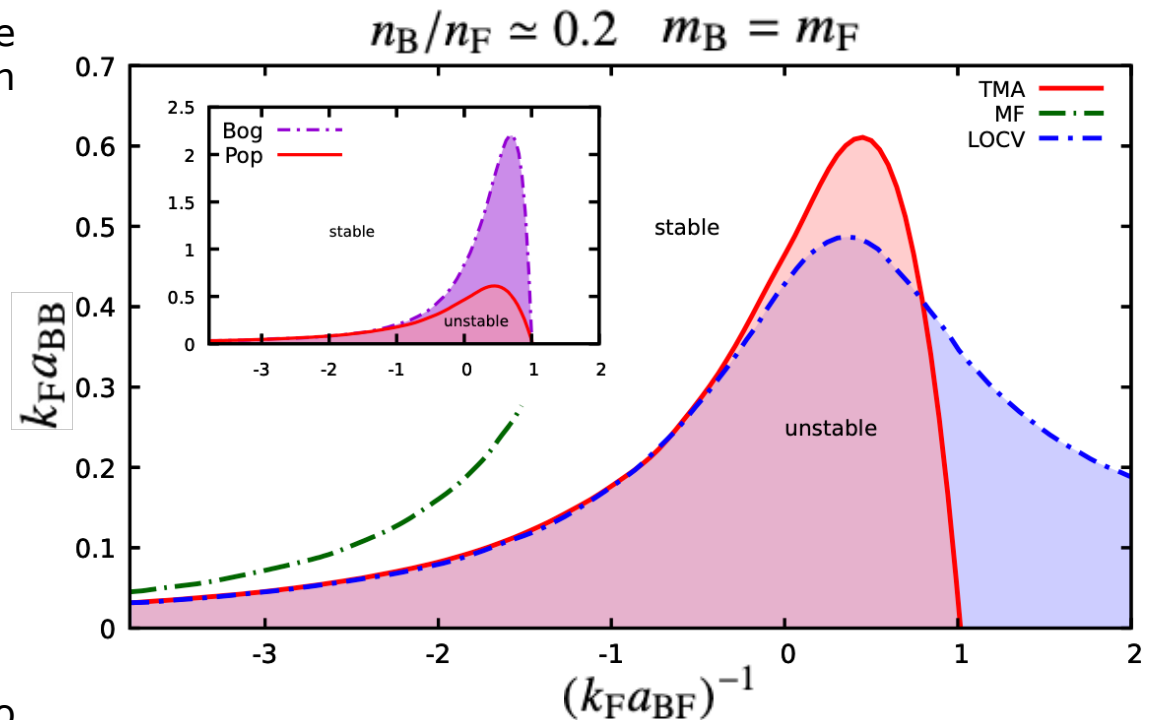 e
n
n_B/n_F ≃ 0.2 m_B = m_F
0.7
0.6
0.5
0.4
0.3
0.2
0.1
0
k_F a_BB
TMA
MF
LOCV
stable
unstable
2.5
2
1.5
1
0.5
0
Bog
Pop
stable
unstable
-3 -2 -1 0 1 2
-3 -2 -1 0 1 2
(k_F a_BF)^−1